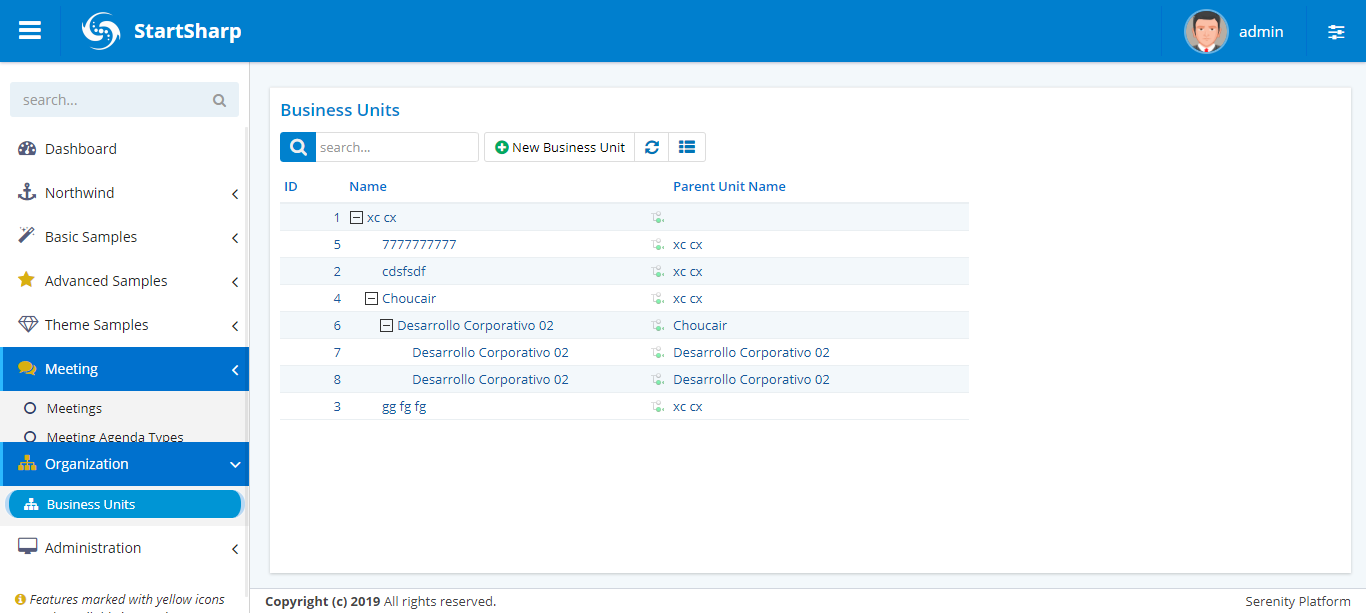 StartSharp
admin
search...
Dashboard
Northwind
Basic Samples
Advanced Samples
Theme Samples
Meeting
Meetings
Meeting Agenda Types
Organization
Business Units
Administration
Features marked with yellow icons
Business Units
search...
New Business Unit
ID Name Parent Unit Name
1 xc cx
5 7777777777 xc cx
2 cdsfsdf xc cx
4 Choucair xc cx
6 Desarrollo Corporativo 02 Choucair
7 Desarrollo Corporativo 02 Desarrollo Corporativo 02
8 Desarrollo Corporativo 02 Desarrollo Corporativo 02
3 gg fg fg xc cx
Copyright (c) 2019 All rights reserved.
Serenity Platform